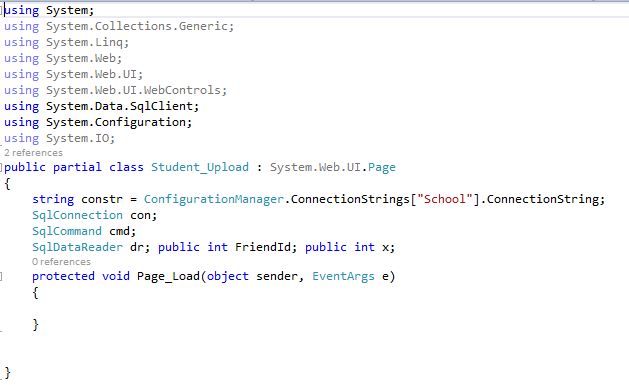 using System;
using System.Collections.Generic;
using System.Linq;
using System.Web;
using System.Web.UI;
using System.Web.UI.WebControls;
using System.Data.SqlClient;
using System.Configuration;
using System.IO;
2 references
public partial class Student_Upload : System.Web.UI.Page
{
string constr = ConfigurationManager.ConnectionStrings["School"].ConnectionString;
SqlConnection con;
SqlCommand cmd;
SqlDataReader dr; public int FriendId; public int x;
0 references
protected void Page_Load(object sender, EventArgs e)
{
}
}